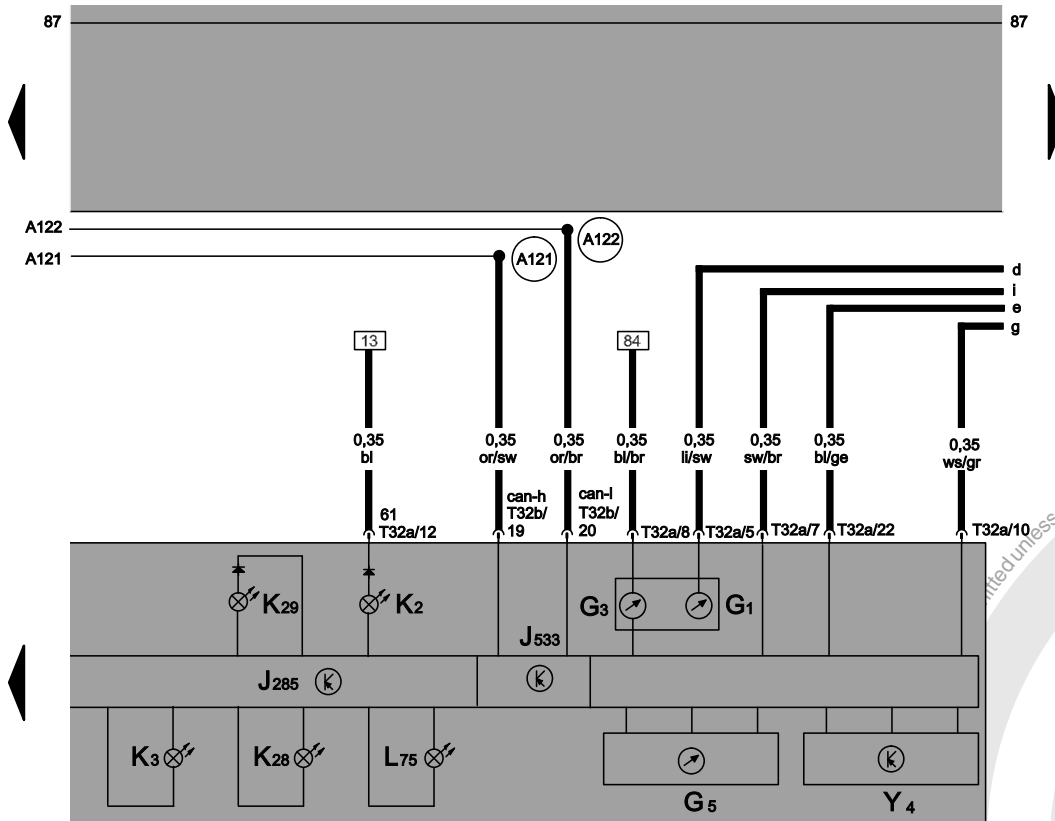 87 87
A122
A122
A121
A121
d
i
e
g
13
84
0,35 0,35 0,35 0,35 0,35 0,35 0,35 0,35
bl or/sw or/br bl/br li/sw sw/br bl/ge ws/gr
61
T32a/12
can-h
T32b/
19
can-l
T32b/
20
T32a/8
T32a/5
T32a/7
T32a/22
T32a/10
itted unless
K29
K2
G3
G1
J533
J285
K3
K28
L75
G5
Y4